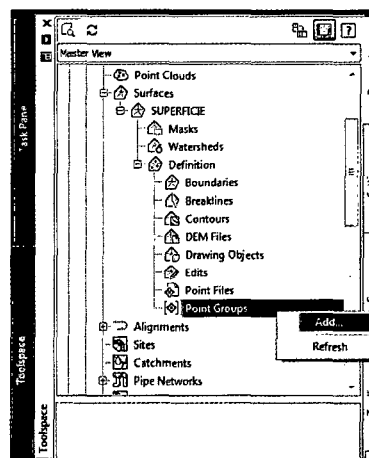 Master View
Point Clouds
Surfaces
SUPERFICIE
Masks
Watersheds
Definition
Boundaries
Breaklines
Contours
DEM Files
Drawing Objects
Edits
Point Files
Point Groups
Add...
Refresh
Alignments
Sites
Catchments
Pipe Networks
Task Pane
Toolspace
Toolspace